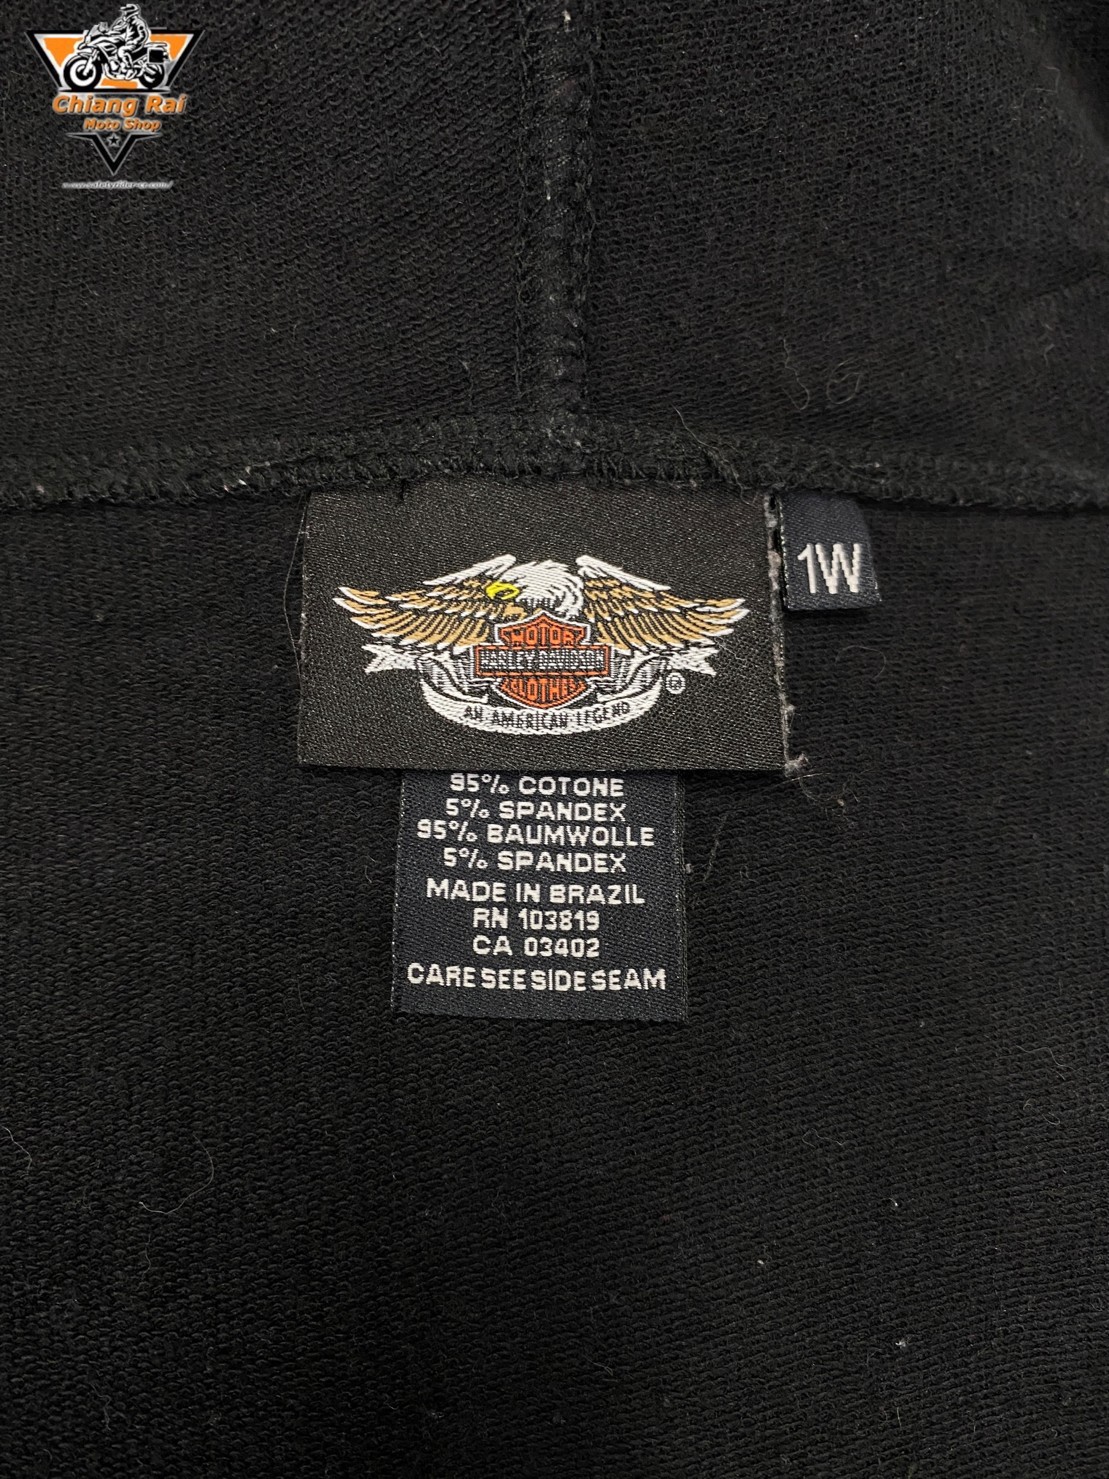 Chiang Rai
Moto Shop
1W
MOTOR
HARLEY-DAVIDSON
CLOTHES
®
AN AMERICAN LEGEND
95% COTONE
5% SPANDEX
95% BAUMWOLLE
5% SPANDEX
MADE IN BRAZIL
RN 103819
CA 03402
CARE SEE SIDE SEAM